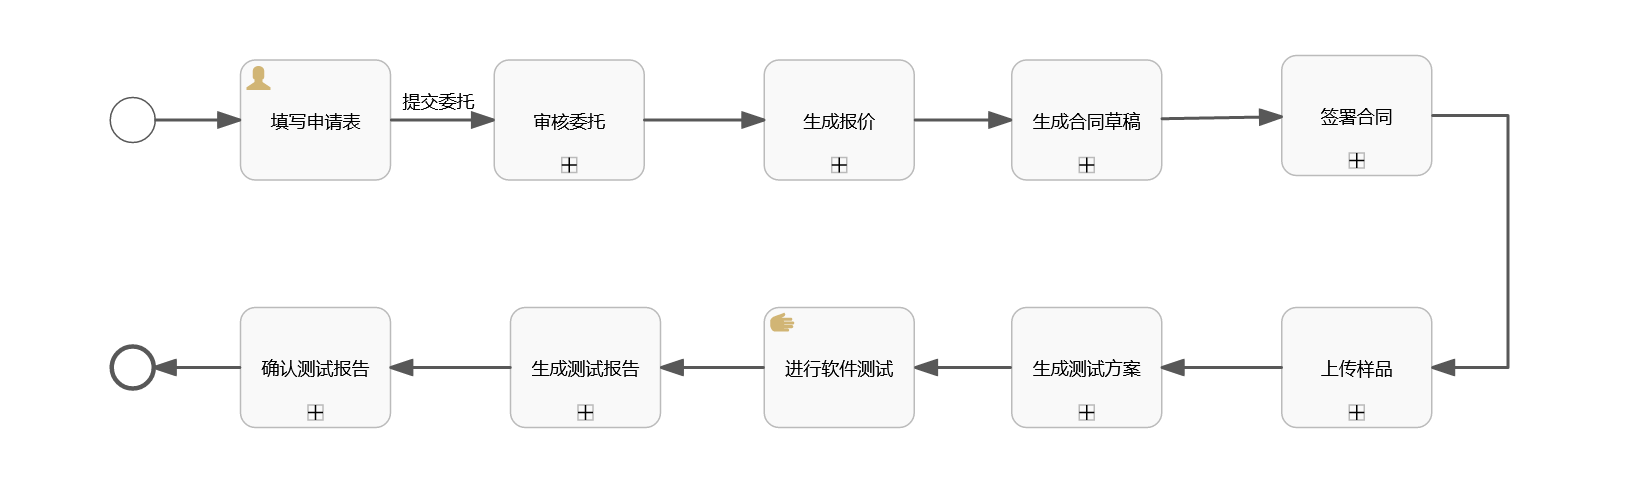 填写申请表
提交委托
审核委托
生成报价
生成合同草稿
签署合同
确认测试报告
生成测试报告
进行软件测试
生成测试方案
上传样品